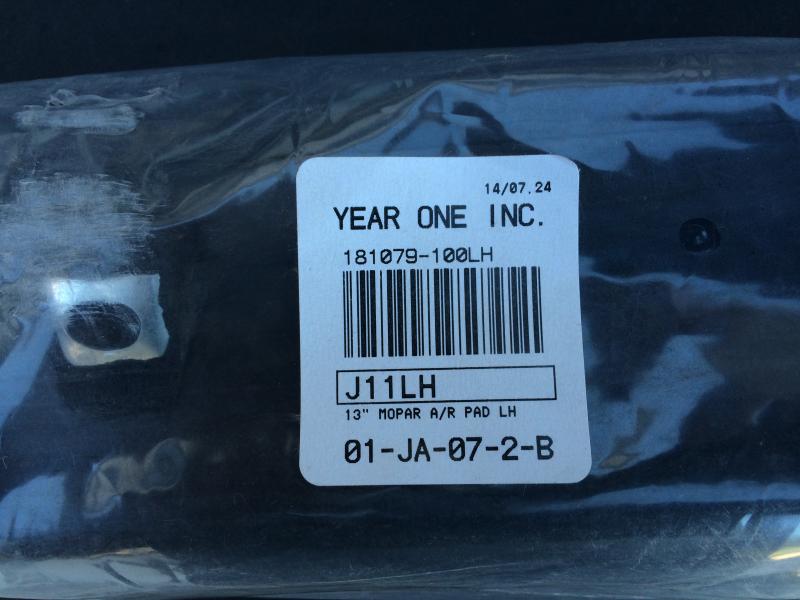 14/07.24
YEAR ONE INC.
181079-100LH
J11LH
13" MOPAR A/R PAD LH
01-JA-07-2-B